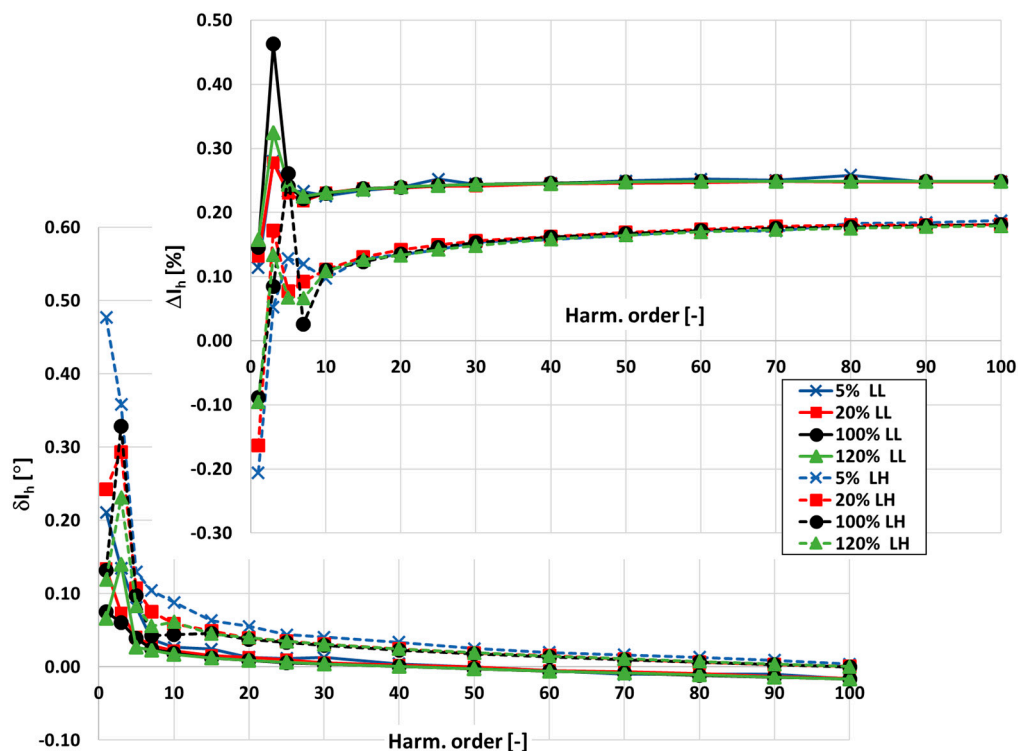 0.50
0.40
0.30
0.20
0.10
0.00
-0.10
-0.20
-0.30
ΔIₕ [%]
0 10 20 30 40 50 60 70 80 90 100
Harm. order [-]
5% LL
20% LL
100% LL
120% LL
5% LH
20% LH
100% LH
120% LH
0.60
0.50
0.40
0.30
0.20
0.10
0.00
-0.10
δIₕ [°]
0 10 20 30 40 50 60 70 80 90 100
Harm. order [-]